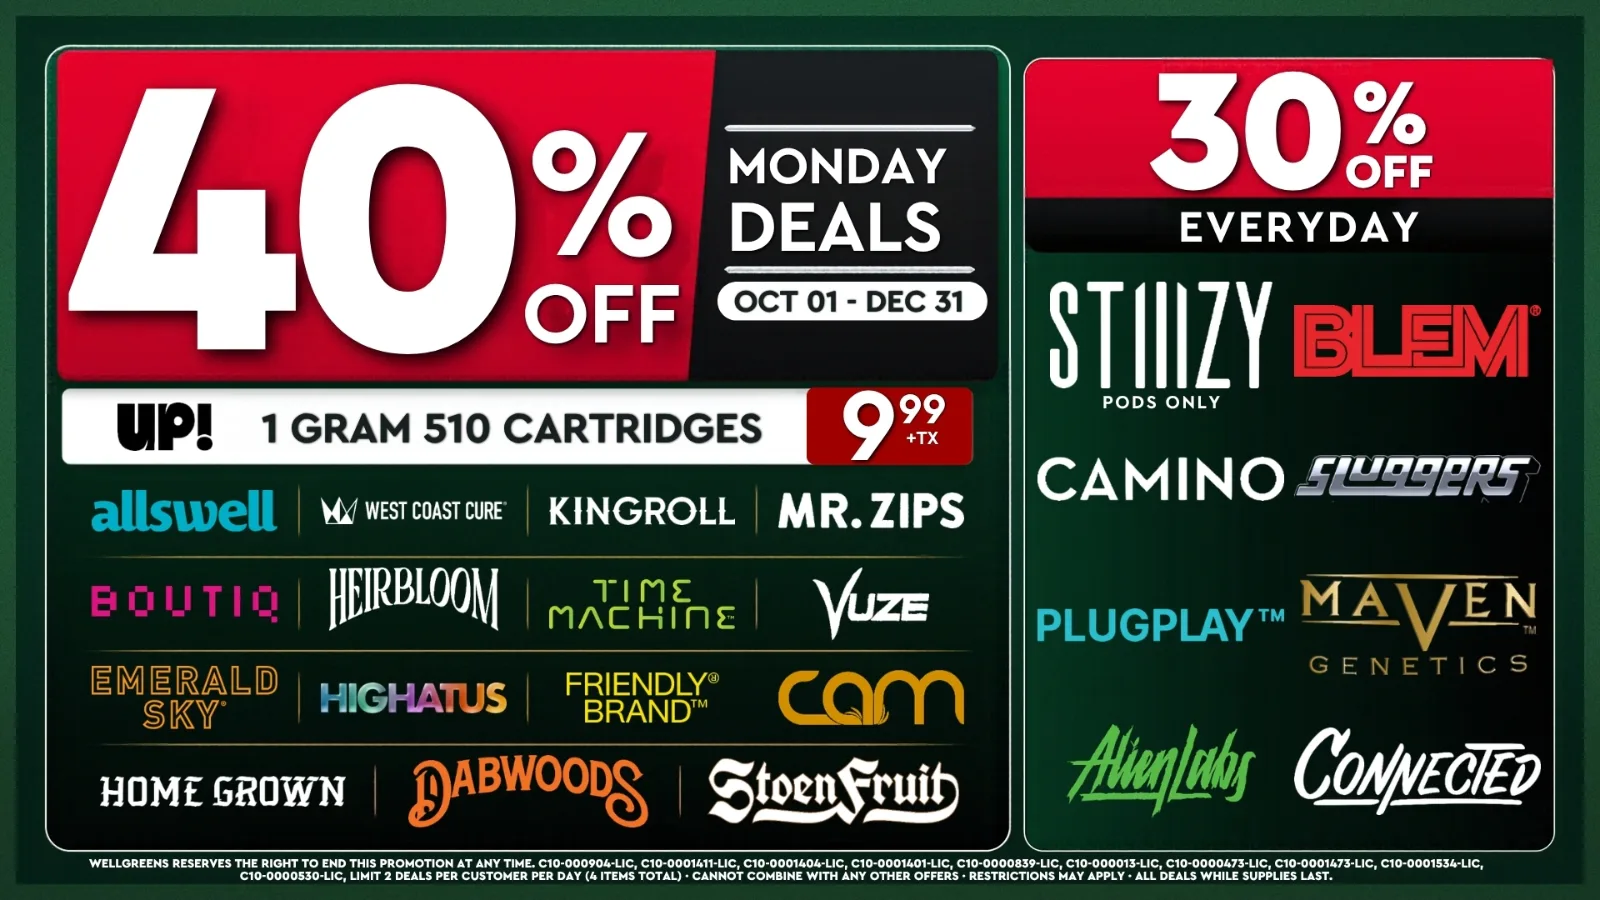 40% OFF
MONDAY
DEALS
OCT 01 - DEC 31
UP! 1 GRAM 510 CARTRIDGES 9.99 +TX
allswell WEST COAST CURE® KINGROLL MR. ZIPS
BOUTIQ HEIRBLOOM TIME MACHINE™ VUZE
EMERALD SKY® HIGHATUS FRIENDLY® BRAND™ cam
HOME GROWN DABWOODS StoenFruit
30% OFF
EVERYDAY
STIIIZY BLEM®
PODS ONLY
CAMINO SLUGGERS
PLUGPLAY™ MAVEN™ GENETICS
AlienLabs CONNECTED
WELLGREENS RESERVES THE RIGHT TO END THIS PROMOTION AT ANY TIME. C10-000904-LIC, C10-0001411-LIC, C10-0001404-LIC, C10-0001401-LIC, C10-0000839-LIC, C10-000013-LIC, C10-0000473-LIC, C10-0001473-LIC, C10-0001534-LIC,
C10-0000530-LIC, LIMIT 2 DEALS PER CUSTOMER PER DAY (4 ITEMS TOTAL) · CANNOT COMBINE WITH ANY OTHER OFFERS · RESTRICTIONS MAY APPLY · ALL DEALS WHILE SUPPLIES LAST.